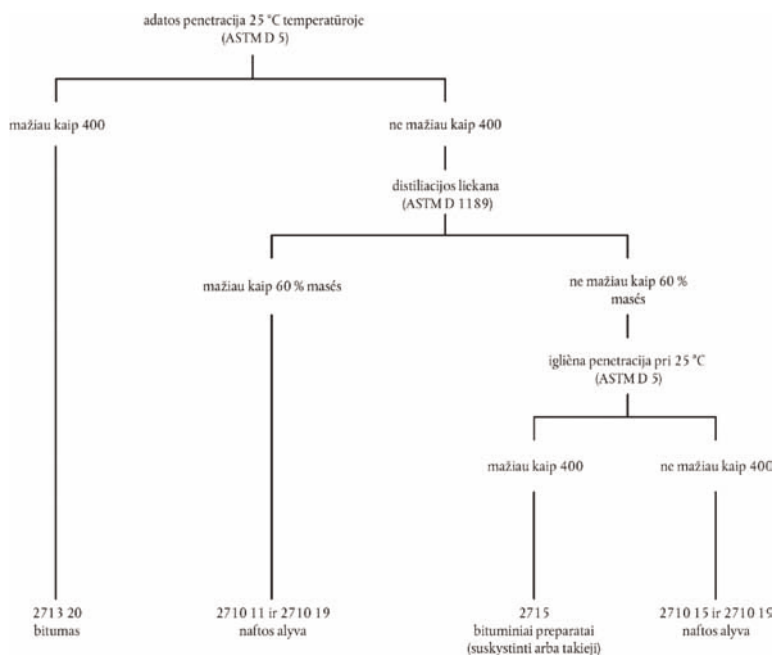 adatos penetracija 25 °C temperatūroje
(ASTM D 5)
mažiau kaip 400
ne mažiau kaip 400
distiliacijos liekana
(ASTM D 1189)
mažiau kaip 60 % masės
ne mažiau kaip 60 %
masės
iglièna penetracija pri 25 °C
(ASTM D 5)
mažiau kaip 400
ne mažiau kaip 400
2713 20
bitumas
2710 11 ir 2710 19
naftos alyva
2715
bituminiai preparatai
(suskystinti arba takieji)
2710 15 ir 2710 19
naftos alyva